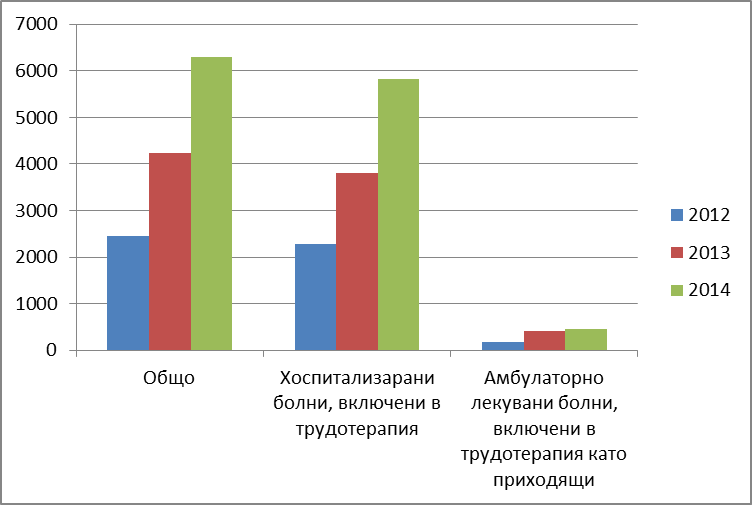 7000
6000
5000
4000
3000
2000
1000
0
Общо
Хоспитализарани
болни, включени в
трудотерапия
Амбулаторно
лекувани болни,
включени в
трудотерапия като
приходящи
2012
2013
2014